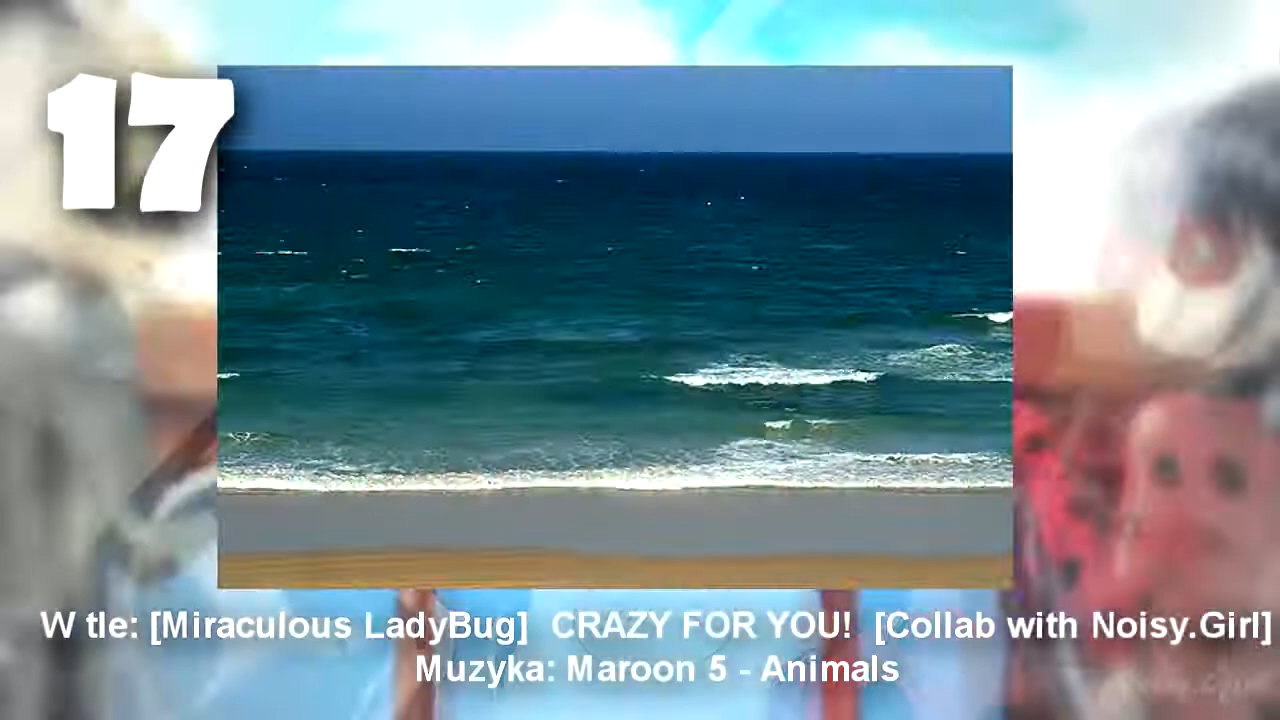 17
W tle: [Miraculous LadyBug] CRAZY FOR YOU! [Collab with Noisy.Girl]
Muzyka: Maroon 5 - Animals